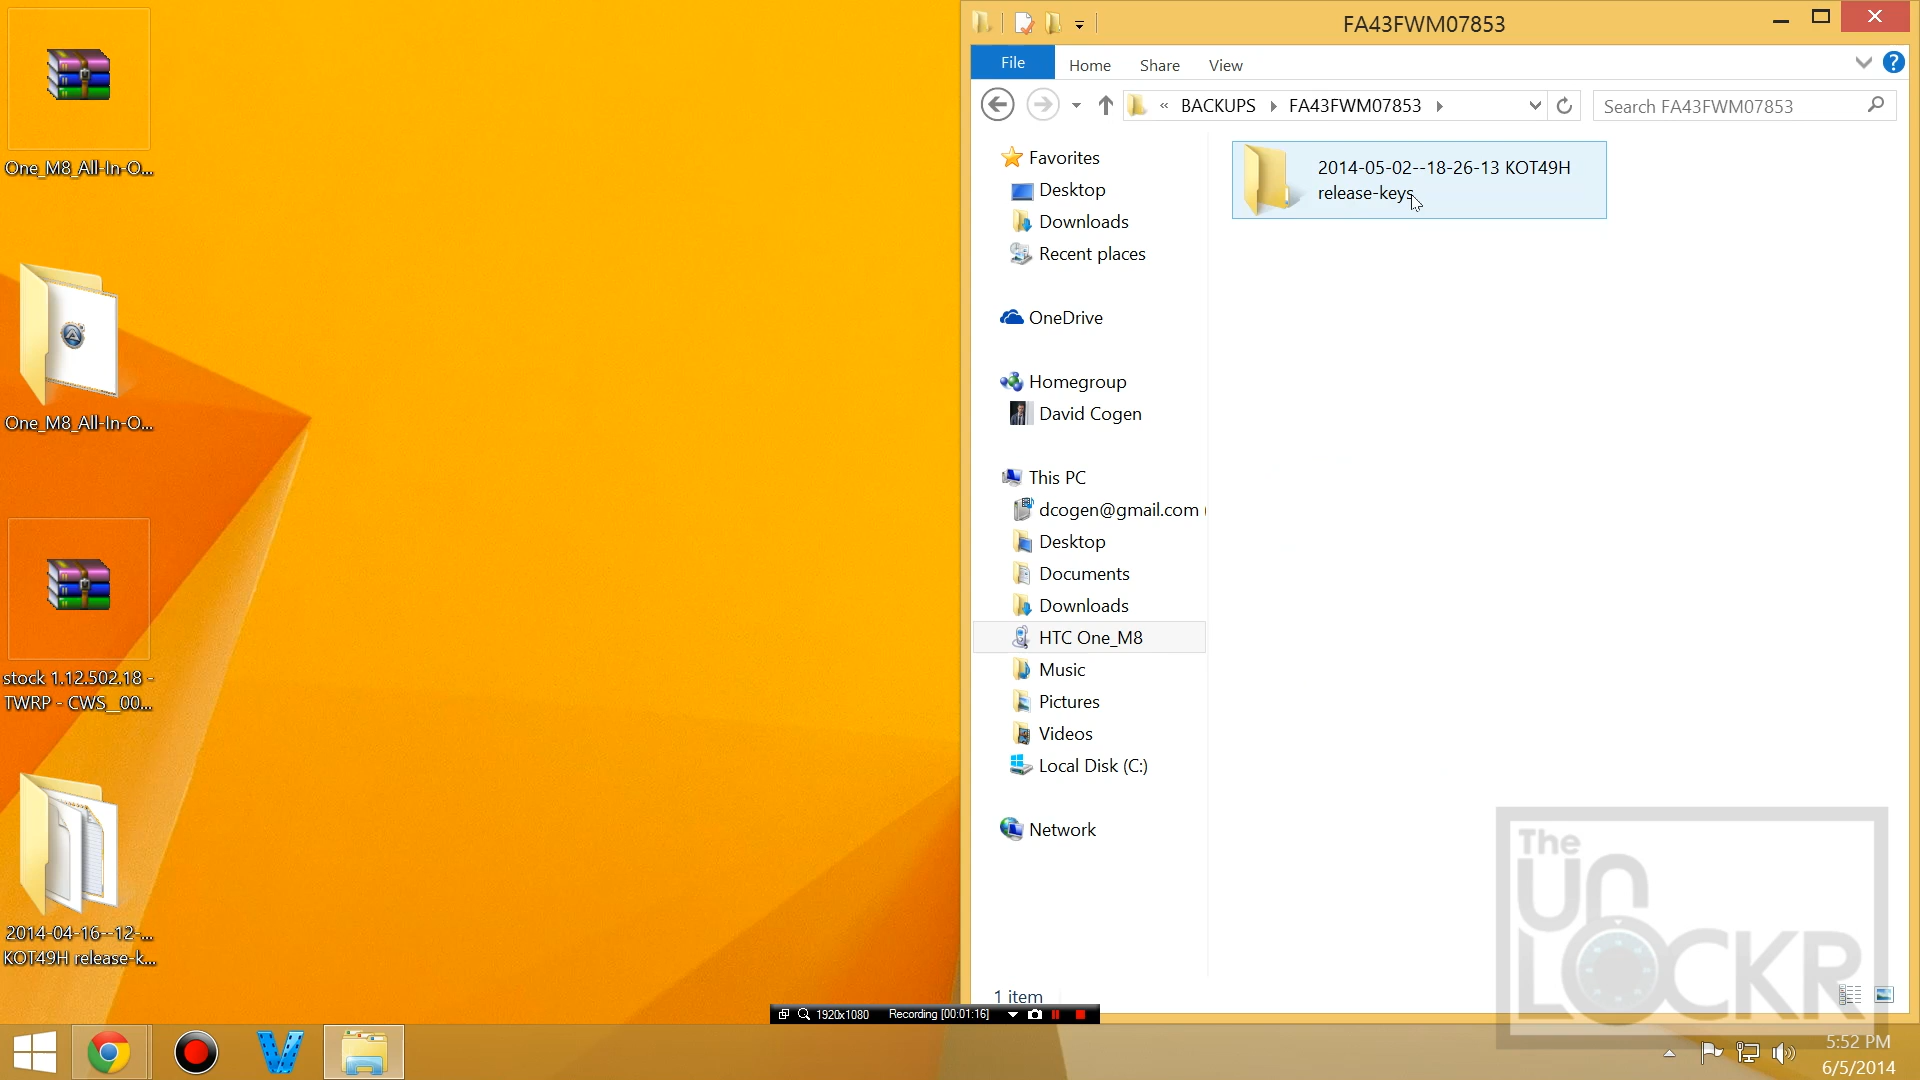 One_M8_All-In-O...
One_M8_All-In-O...
stock 1.12.502.18 -
TWRP - CWS__00...
2014-04-16--12-...
KOT49H release-k...
FA43FWM07853
File
Home
Share
View
« BACKUPS
FA43FWM07853
Search FA43FWM07853
Favorites
Desktop
Downloads
Recent places
OneDrive
Homegroup
David Cogen
This PC
dcogen@gmail.com (
Desktop
Documents
Downloads
HTC One_M8
Music
Pictures
Videos
Local Disk (C:)
Network
2014-05-02--18-26-13 KOT49H
release-keys
1 item
1920x1080
Recording [00:01:16]
The
UN
LOCKR
5:52 PM
6/5/2014